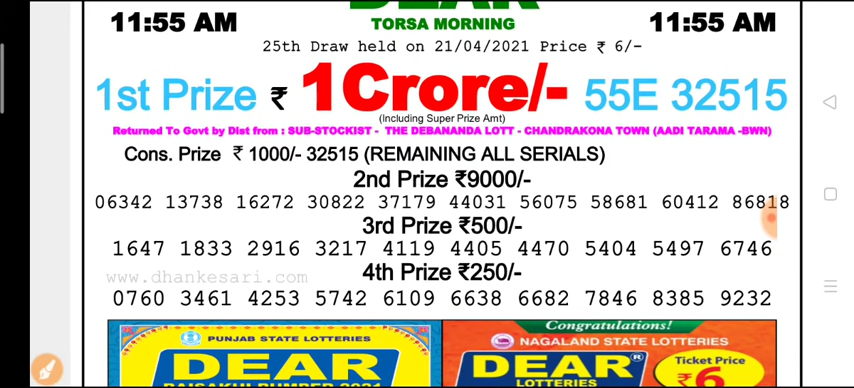 DEAR
11:55 AM TORSA MORNING 11:55 AM
25th Draw held on 21/04/2021 Price ₹ 6/-
1st Prize ₹ 1Crore/- 55E 32515
(Including Super Prize Amt)
Returned To Govt by Dist from : SUB-STOCKIST - THE DEBANANDA LOTT - CHANDRAKONA TOWN (AADI TARAMA -BWN)
Cons. Prize ₹ 1000/- 32515 (REMAINING ALL SERIALS)
2nd Prize ₹9000/-
06342 13738 16272 30822 37179 44031 56075 58681 60412 86818
3rd Prize ₹500/-
1647 1833 2916 3217 4119 4405 4470 5404 5497 6746
www.dhankesari.com
4th Prize ₹250/-
0760 3461 4253 5742 6109 6638 6682 7846 8385 9232
PUNJAB STATE LOTTERIES
DEAR
BAISAKHI BUMPER 2021
Congratulations!
NAGALAND STATE LOTTERIES
DEAR®
LOTTERIES
Ticket Price
₹6